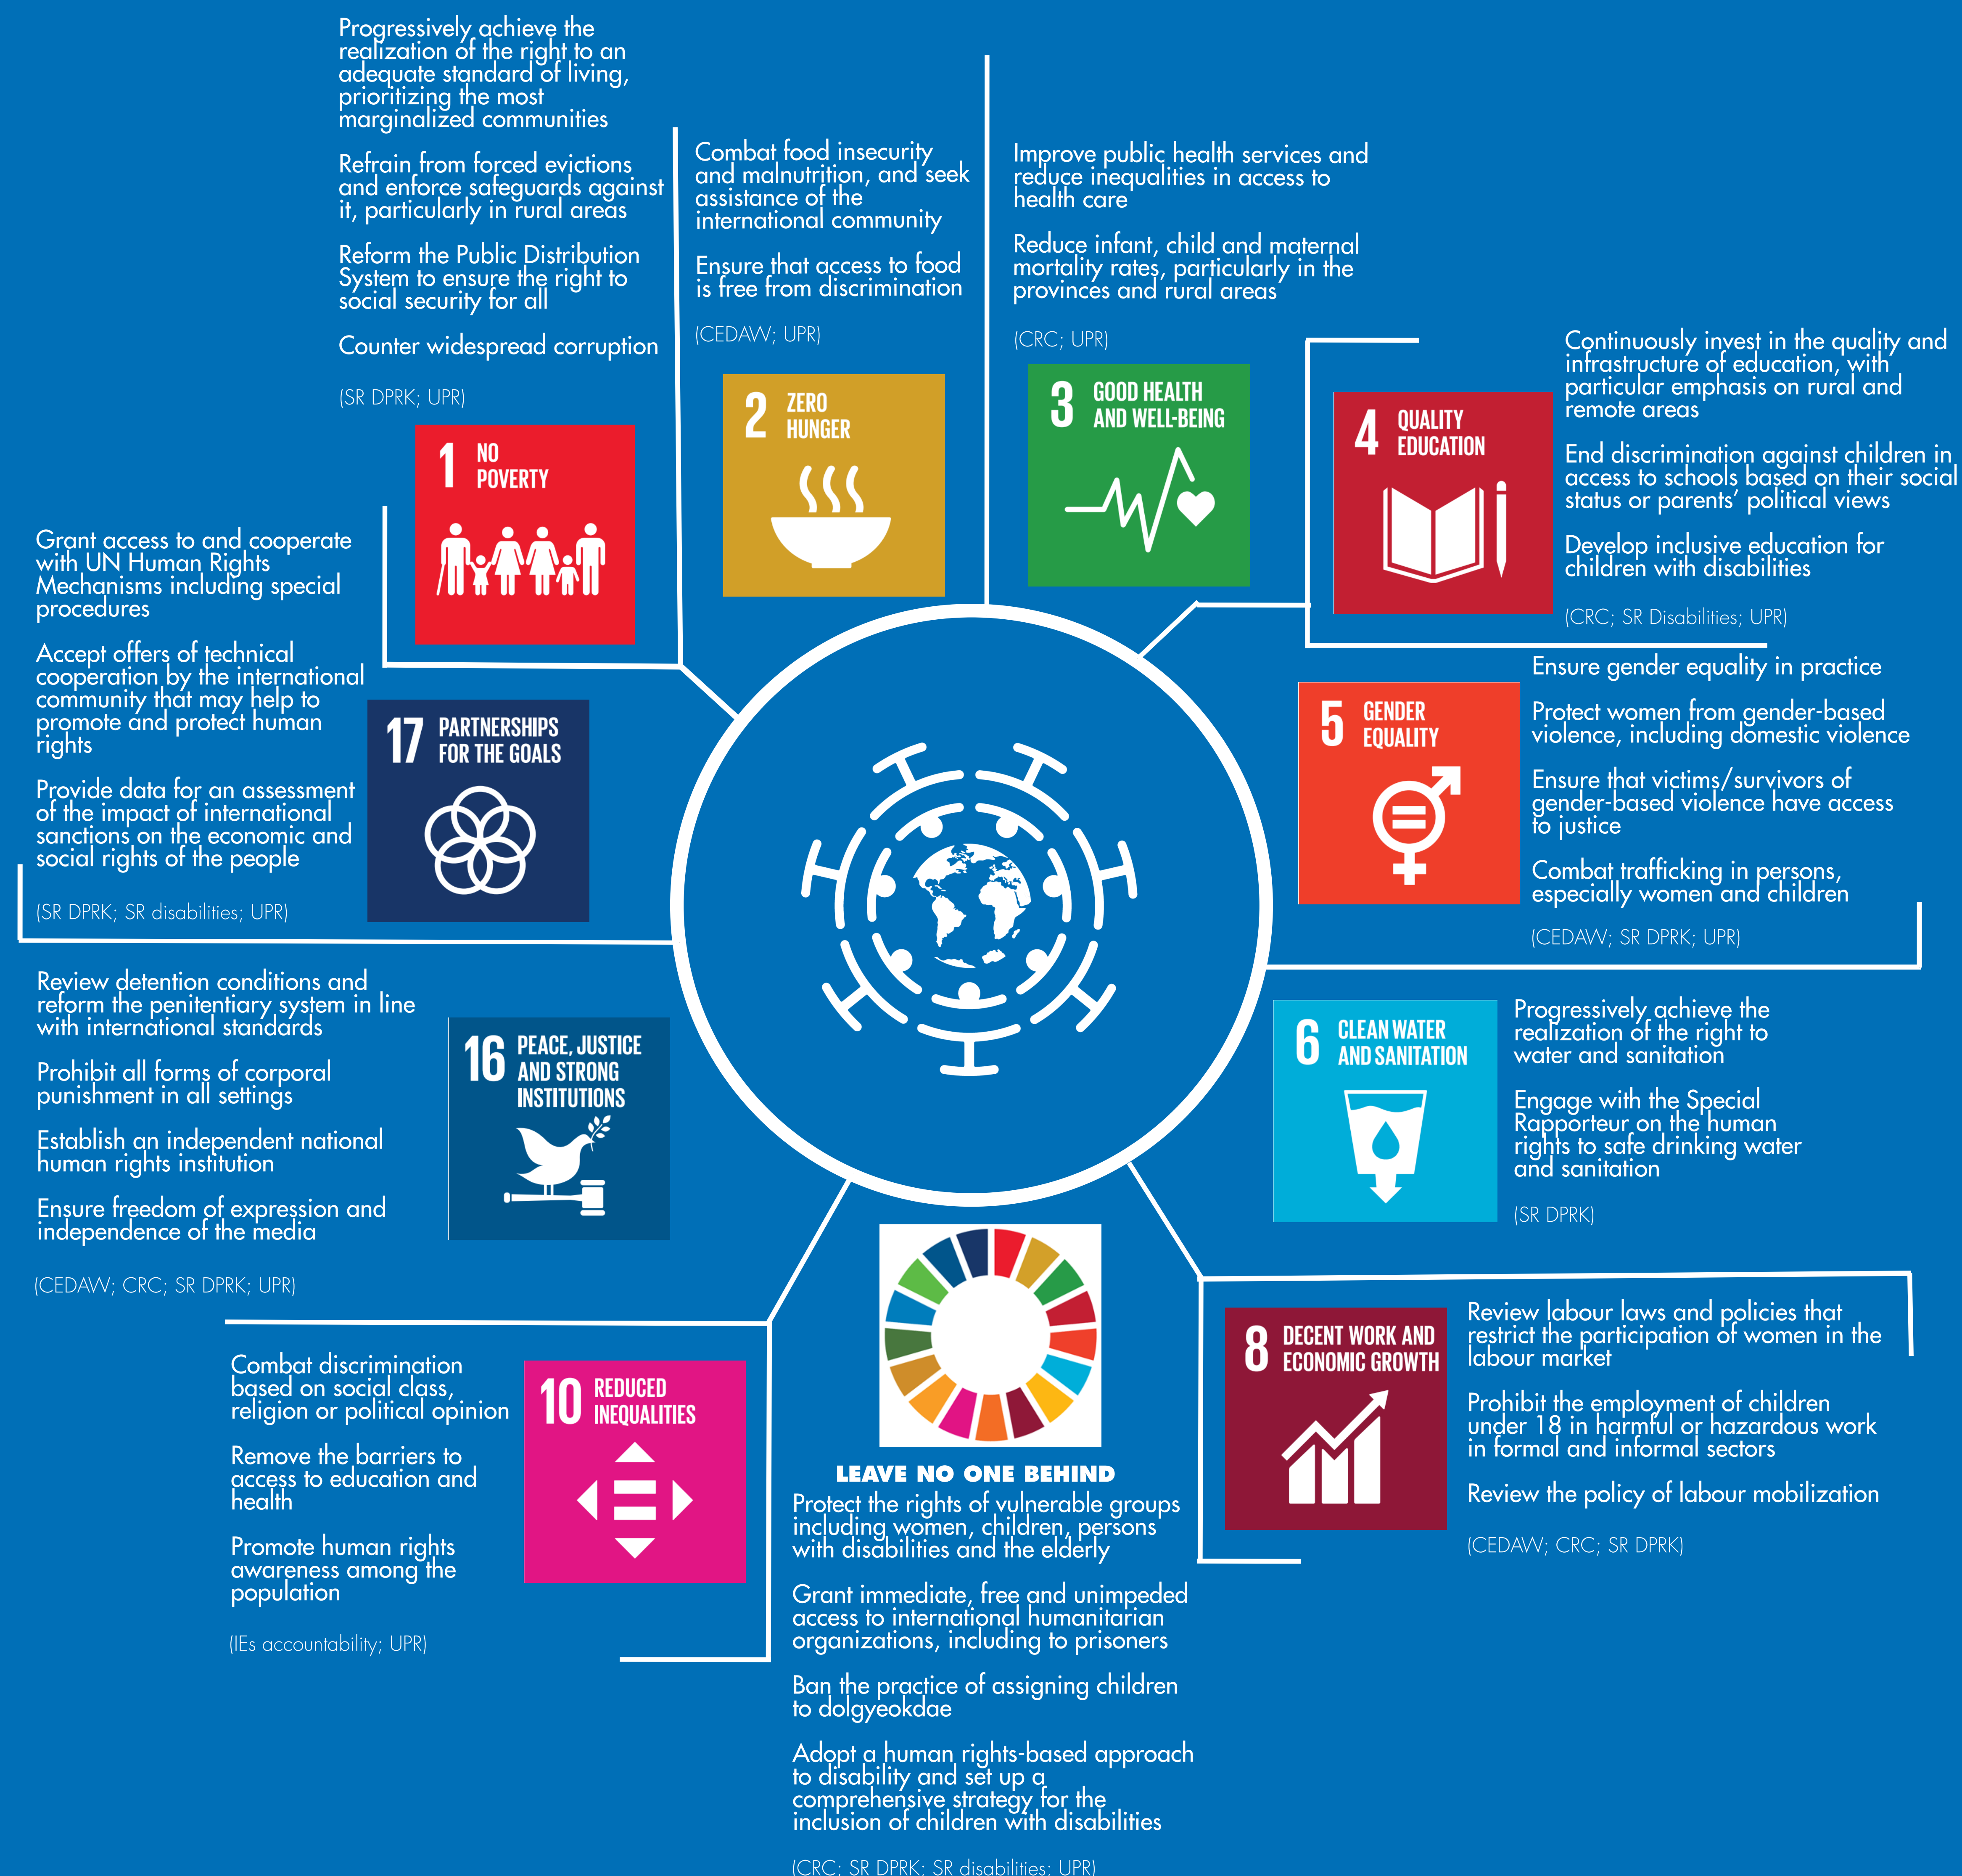 Progressively achieve the
realization of the right to an
adequate standard of living,
prioritizing the most
marginalized communities
Refrain from forced evictions
and enforce safeguards against
it, particularly in rural areas
Reform the Public Distribution
System to ensure the right to
social security for all
Counter widespread corruption
(SR DPRK; UPR)
1 NO
POVERTY
Combat food insecurity
and malnutrition, and seek
assistance of the
international community
Ensure that access to food
is free from discrimination
(CEDAW; UPR)
2 ZERO
HUNGER
Improve public health services and
reduce inequalities in access to
health care
Reduce infant, child and maternal
mortality rates, particularly in the
provinces and rural areas
(CRC; UPR)
3 GOOD HEALTH
AND WELL-BEING
4 QUALITY
EDUCATION
Continuously invest in the quality and
infrastructure of education, with
particular emphasis on rural and
remote areas
End discrimination against children in
access to schools based on their social
status or parents' political views
Develop inclusive education for
children with disabilities
(CRC; SR Disabilities; UPR)
5 GENDER
EQUALITY
Ensure gender equality in practice
Protect women from gender-based
violence, including domestic violence
Ensure that victims/survivors of
gender-based violence have access
to justice
Combat trafficking in persons,
especially women and children
(CEDAW; SR DPRK; UPR)
6 CLEAN WATER
AND SANITATION
Progressively achieve the
realization of the right to
water and sanitation
Engage with the Special
Rapporteur on the human
rights to safe drinking water
and sanitation
(SR DPRK)
8 DECENT WORK AND
ECONOMIC GROWTH
Review labour laws and policies that
restrict the participation of women in the
labour market
Prohibit the employment of children
under 18 in harmful or hazardous work
in formal and informal sectors
Review the policy of labour mobilization
(CEDAW; CRC; SR DPRK)
LEAVE NO ONE BEHIND
Protect the rights of vulnerable groups
including women, children, persons
with disabilities and the elderly
Grant immediate, free and unimpeded
access to international humanitarian
organizations, including to prisoners
Ban the practice of assigning children
to dolgyeokdae
Adopt a human rights-based approach
to disability and set up a
comprehensive strategy for the
inclusion of children with disabilities
(CRC; SR DPRK; SR disabilities; UPR)
Combat discrimination
based on social class,
religion or political opinion
Remove the barriers to
access to education and
health
Promote human rights
awareness among the
population
(IEs accountability; UPR)
10 REDUCED
INEQUALITIES
Review detention conditions and
reform the penitentiary system in line
with international standards
Prohibit all forms of corporal
punishment in all settings
Establish an independent national
human rights institution
Ensure freedom of expression and
independence of the media
(CEDAW; CRC; SR DPRK; UPR)
16 PEACE, JUSTICE
AND STRONG
INSTITUTIONS
Grant access to and cooperate
with UN Human Rights
Mechanisms including special
procedures
Accept offers of technical
cooperation by the international
community that may help to
promote and protect human
rights
Provide data for an assessment
of the impact of international
sanctions on the economic and
social rights of the people
(SR DPRK; SR disabilities; UPR)
17 PARTNERSHIPS
FOR THE GOALS